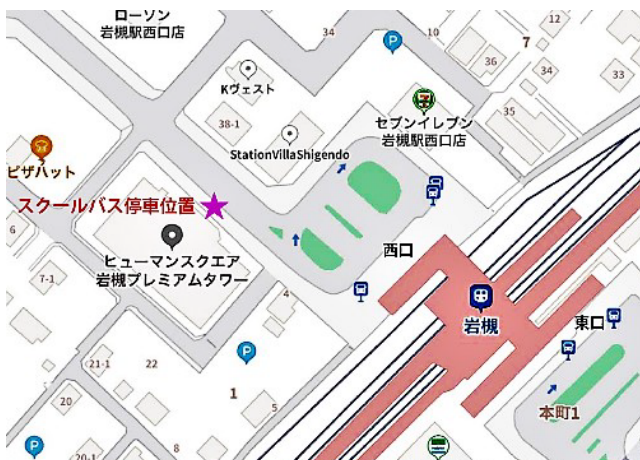 ローソン
岩槻駅西口店
34
10
7
12
36
34
33
Kヴェスト
35
38-1
セブンイレブン
岩槻駅西口店
StationVillaShigendo
ピザハット
スクールバス停車位置
6
西口
ヒューマンスクエア
岩槻プレミアムタワー
7-1
4
岩槻
東口
21-1
22
1
本町1
20
5
8
20-1
P
P
P